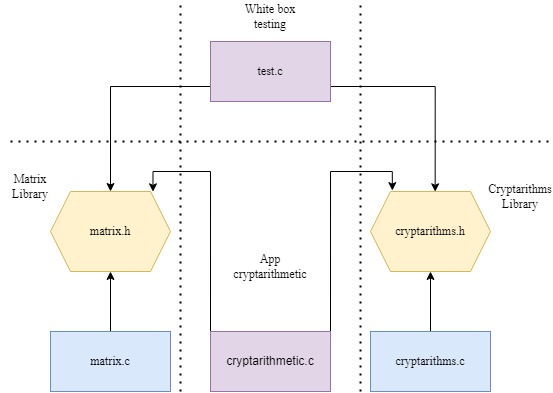 White box
testing
test.c
Matrix
Library
Cryptarithms
Library
matrix.h
cryptarithms.h
App
cryptarithmetic
matrix.c
cryptarithmetic.c
cryptarithms.c